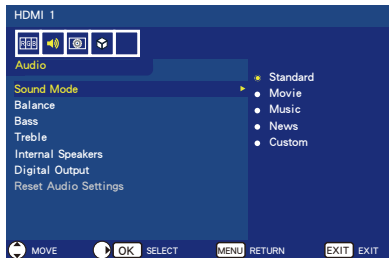 HDMI 1
Audio
Sound Mode
Balance
Bass
Treble
Internal Speakers
Digital Output
Reset Audio Settings
Standard
Movie
Music
News
Custom
MOVE OK SELECT MENU RETURN EXIT EXIT